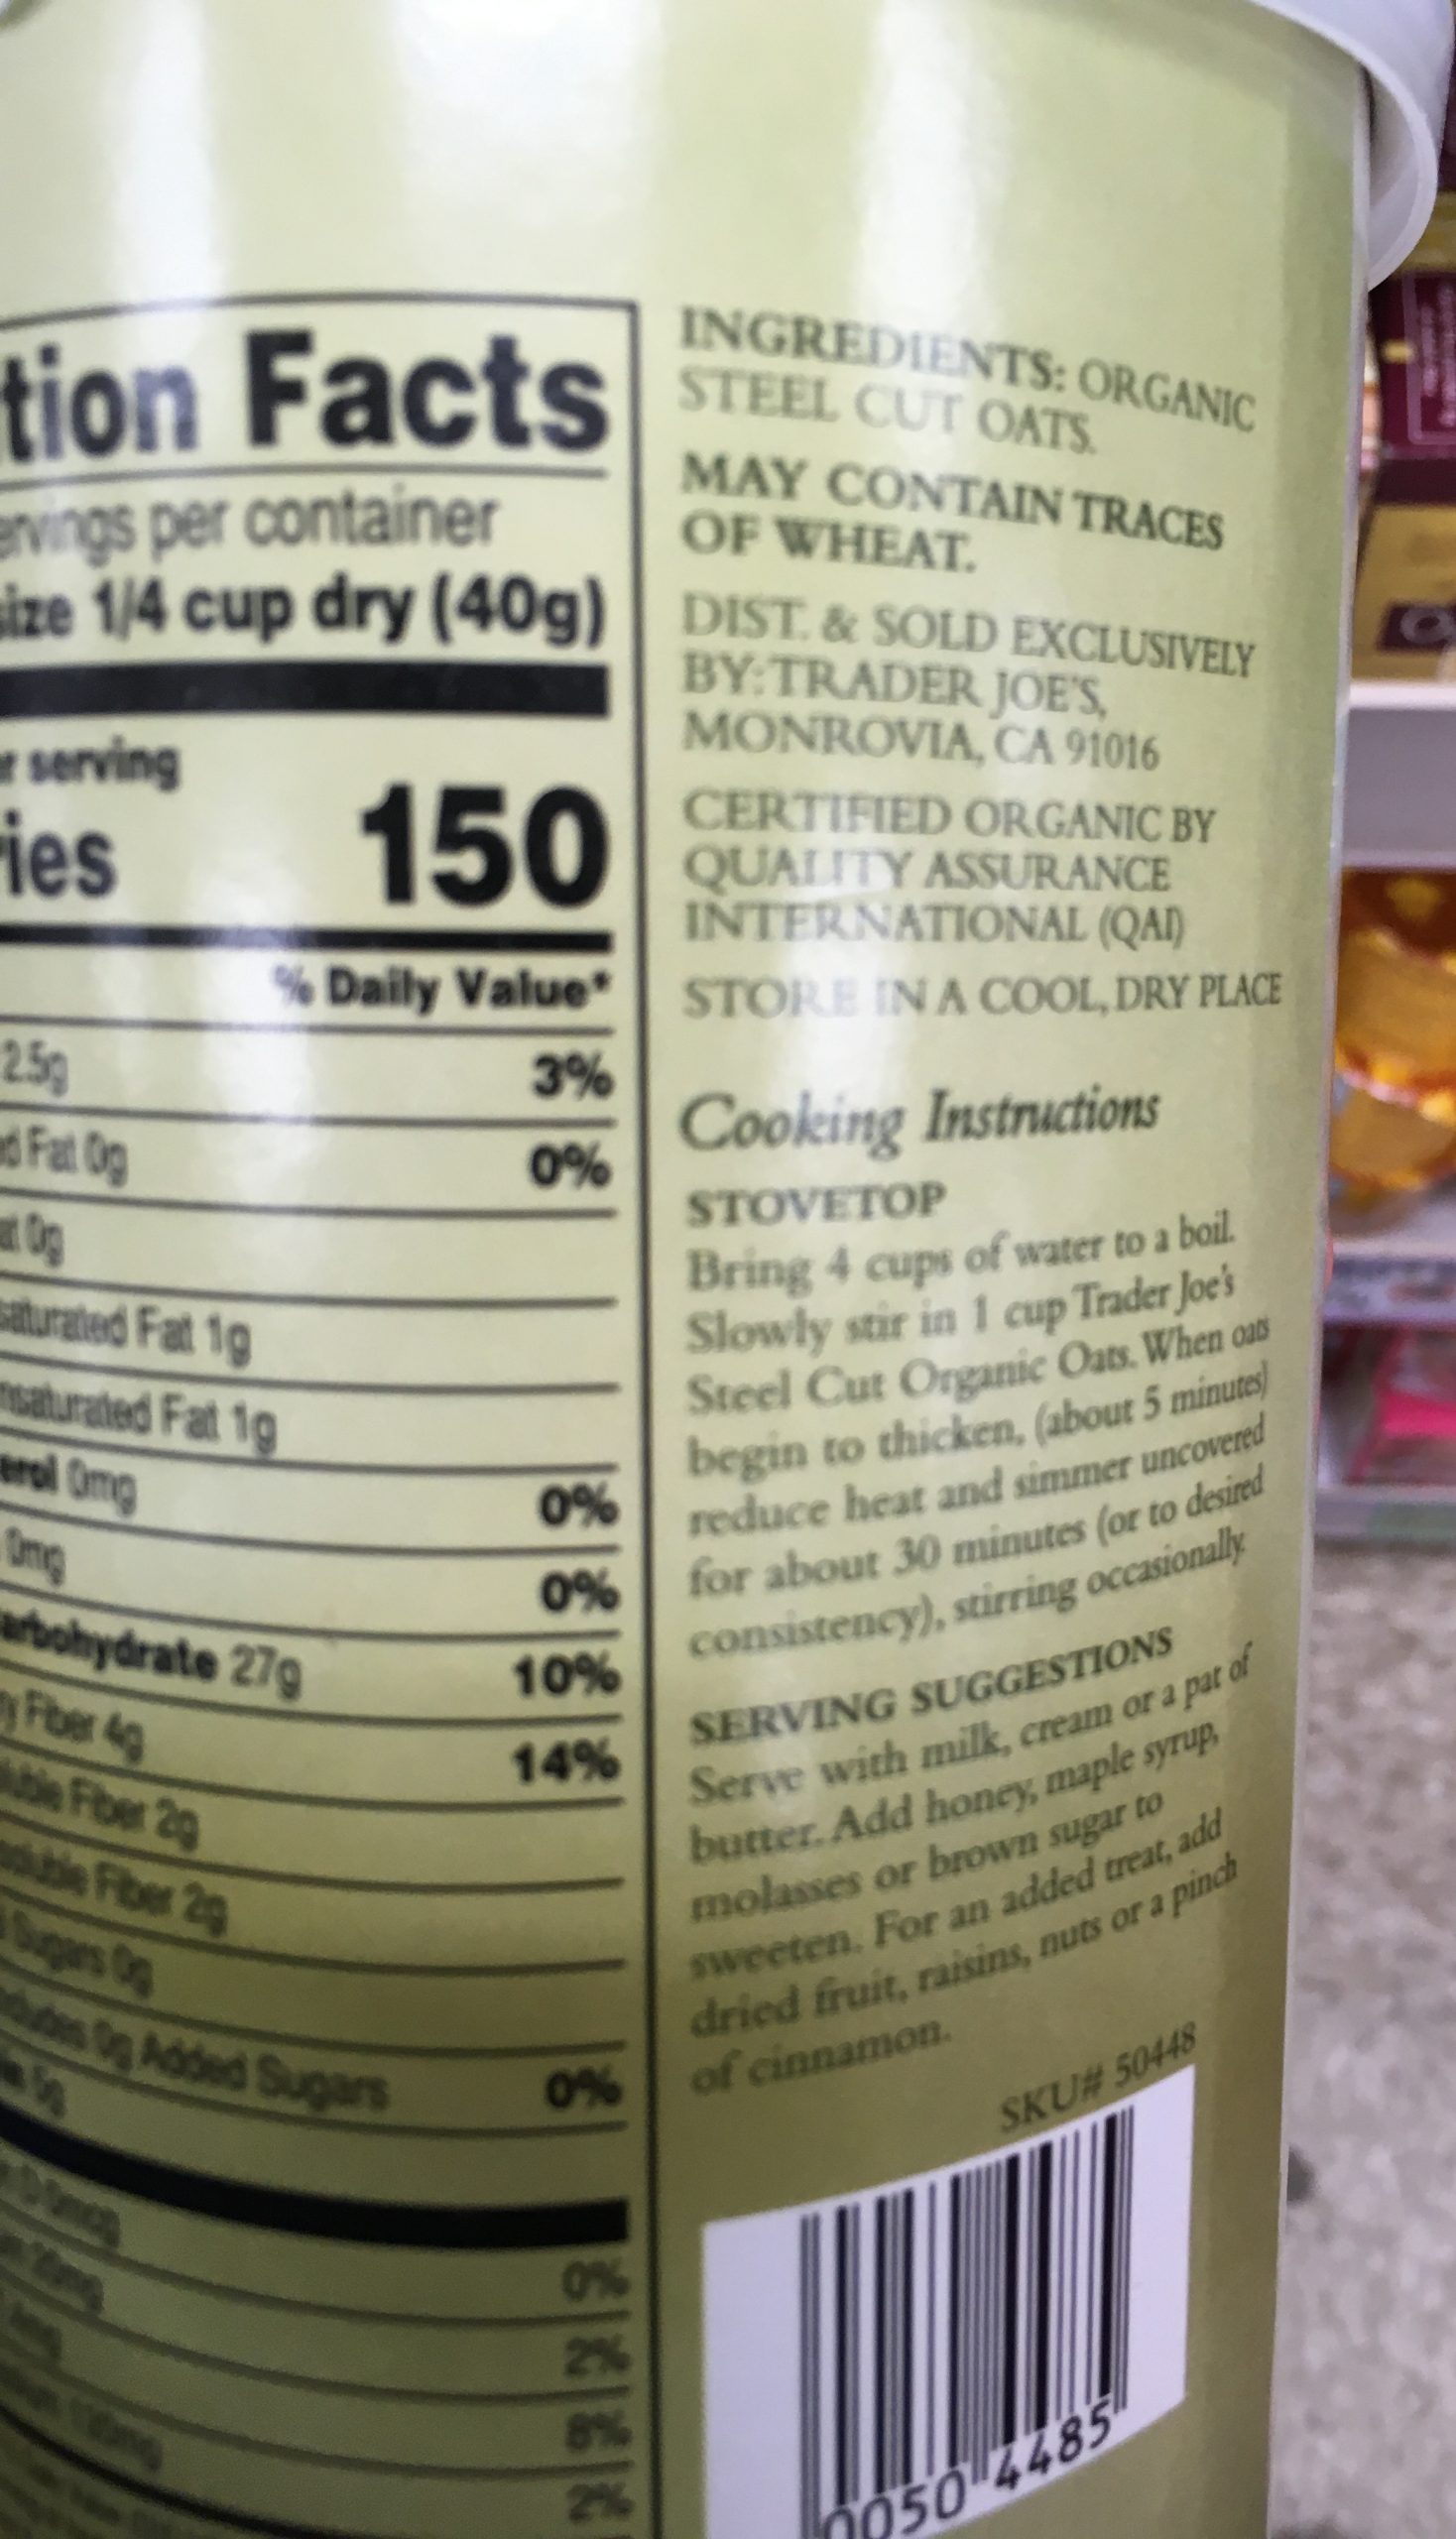 tion Facts
ervings per container
size 1/4 cup dry (40g)
r serving
ries 150
% Daily Value*
2.5g 3%
d Fat 0g 0%
at 0g
saturated Fat 1g
nsaturated Fat 1g
erol 0mg 0%
0mg 0%
arbohydrate 27g 10%
y Fiber 4g 14%
luble Fiber 2g
soluble Fiber 2g
Sugars 0g
cludes 0g Added Sugars 0%
5g
0%
2%
8%
2%
INGREDIENTS: ORGANIC
STEEL CUT OATS.
MAY CONTAIN TRACES
OF WHEAT.
DIST. & SOLD EXCLUSIVELY
BY: TRADER JOE'S,
MONROVIA, CA 91016
CERTIFIED ORGANIC BY
QUALITY ASSURANCE
INTERNATIONAL (QAI)
STORE IN A COOL, DRY PLACE
Cooking Instructions
STOVETOP
Bring 4 cups of water to a boil.
Slowly stir in 1 cup Trader Joe's
Steel Cut Organic Oats. When oats
begin to thicken, (about 5 minutes)
reduce heat and simmer uncovered
for about 30 minutes (or to desired
consistency), stirring occasionally.
SERVING SUGGESTIONS
Serve with milk, cream or a pat of
butter. Add honey, maple syrup,
molasses or brown sugar to
sweeten. For an added treat, add
dried fruit, raisins, nuts or a pinch
of cinnamon.
SKU# 50448
0050 4485